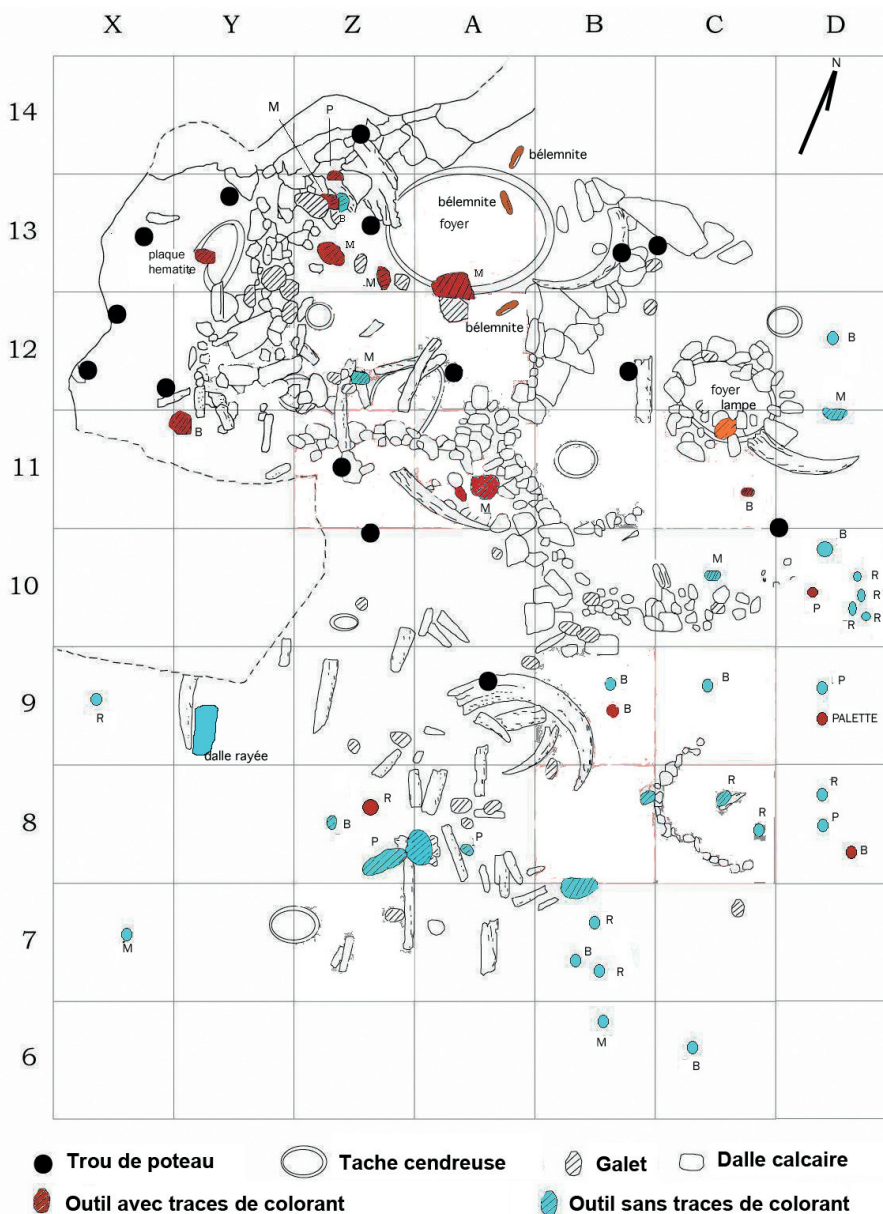 X Y Z A B C D
N
14
M P
bélemnite
13
B
bélemnite
foyer
M
plaque
hematite
M
M
12
bélemnite
B
M
foyer
lampe
M
B
11
M
B
10
B
M
R
R
P
R
R
9
R
B
B
B
P
PALETTE
dalle rayée
8
R
B
P
P
R
R
R
P
B
7
M
R
B
R
6
M
B
Trou de poteau Tache cendreuse Galet Dalle calcaire
Outil avec traces de colorant Outil sans traces de colorant